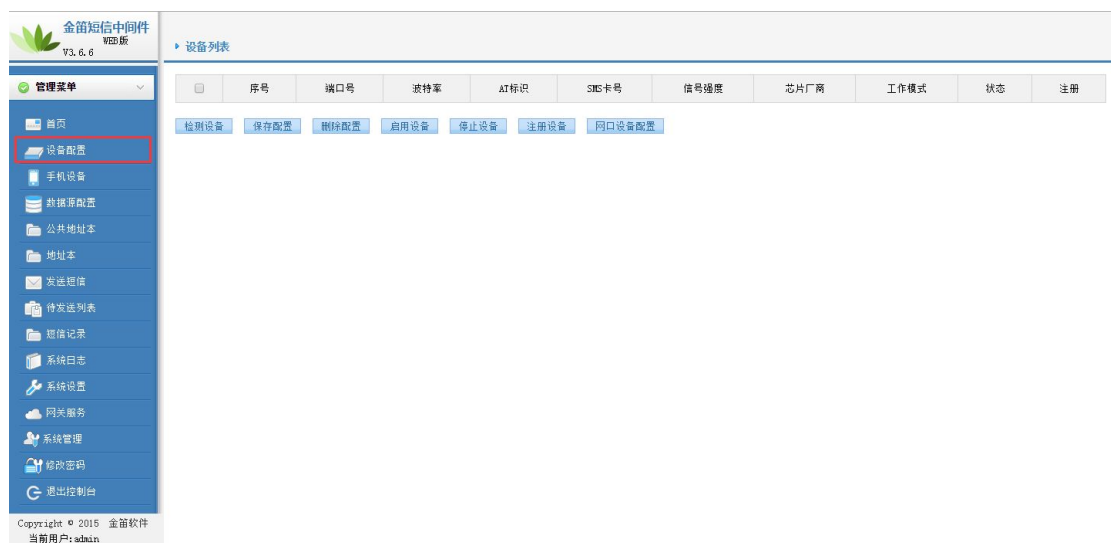 金笛短信中间件
WEB版
V3.6.6
设备列表
管理菜单
序号 端口号 波特率 AT标识 SMS卡号 信号强度 芯片厂商 工作模式 状态 注册
检测设备 保存配置 删除配置 启用设备 停止设备 注册设备 网口设备配置
首页
设备配置
手机设备
数据源配置
公共地址本
地址本
发送短信
待发送列表
短信记录
系统日志
系统设置
网关服务
系统管理
修改密码
退出控制台
Copyright © 2015 金笛软件
当前用户:admin